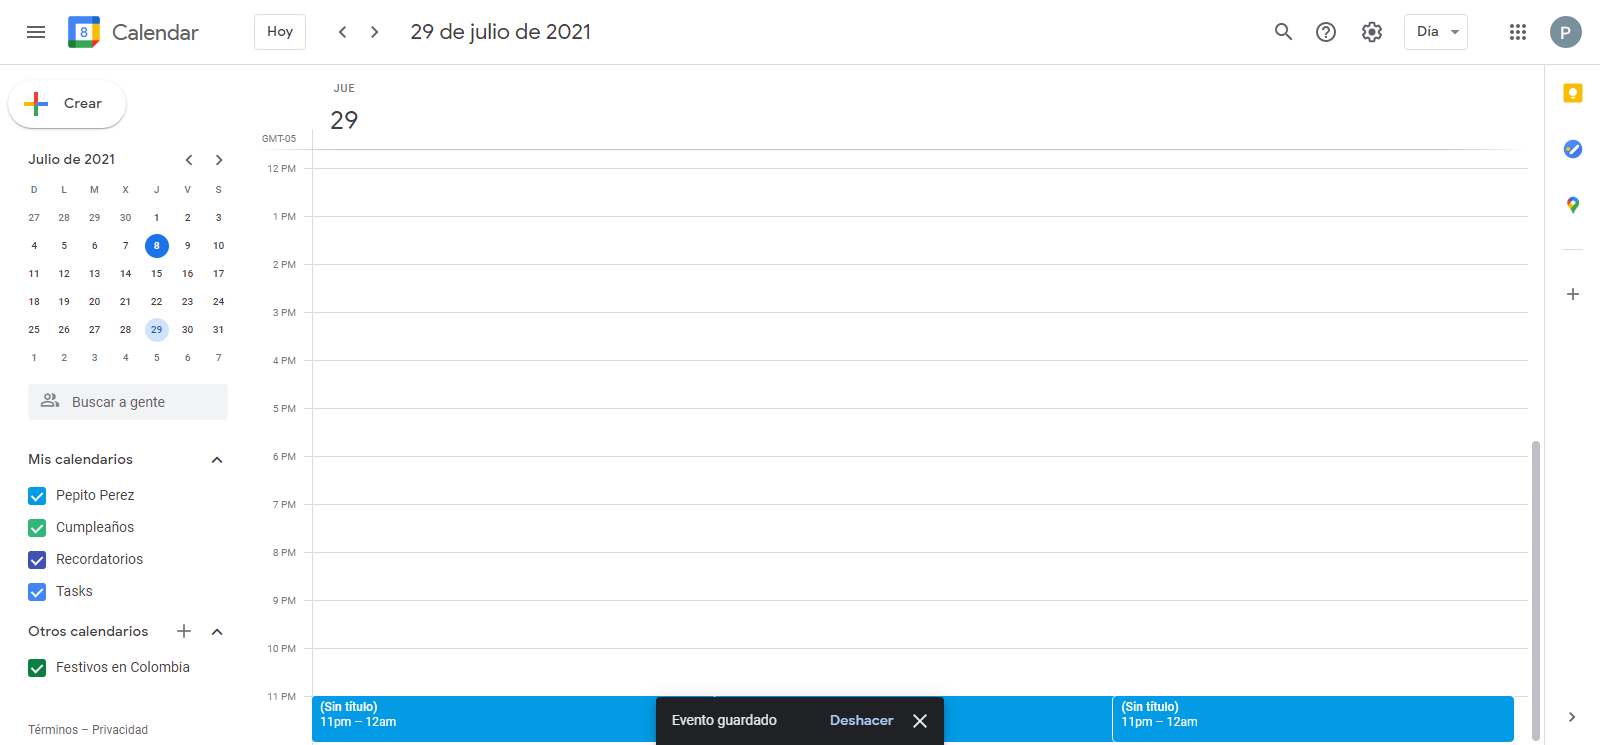 8 Calendar Hoy 29 de julio de 2021 Día P
Crear
Julio de 2021
D L M X J V S
27 28 29 30 1 2 3
4 5 6 7 8 9 10
11 12 13 14 15 16 17
18 19 20 21 22 23 24
25 26 27 28 29 30 31
1 2 3 4 5 6 7
Buscar a gente
Mis calendarios
Pepito Perez
Cumpleaños
Recordatorios
Tasks
Otros calendarios
Festivos en Colombia
Términos – Privacidad
JUE
29
GMT-05
12 PM
1 PM
2 PM
3 PM
4 PM
5 PM
6 PM
7 PM
8 PM
9 PM
10 PM
11 PM
(Sin título)
11pm – 12am
(Sin título)
11pm – 12am
Evento guardado Deshacer